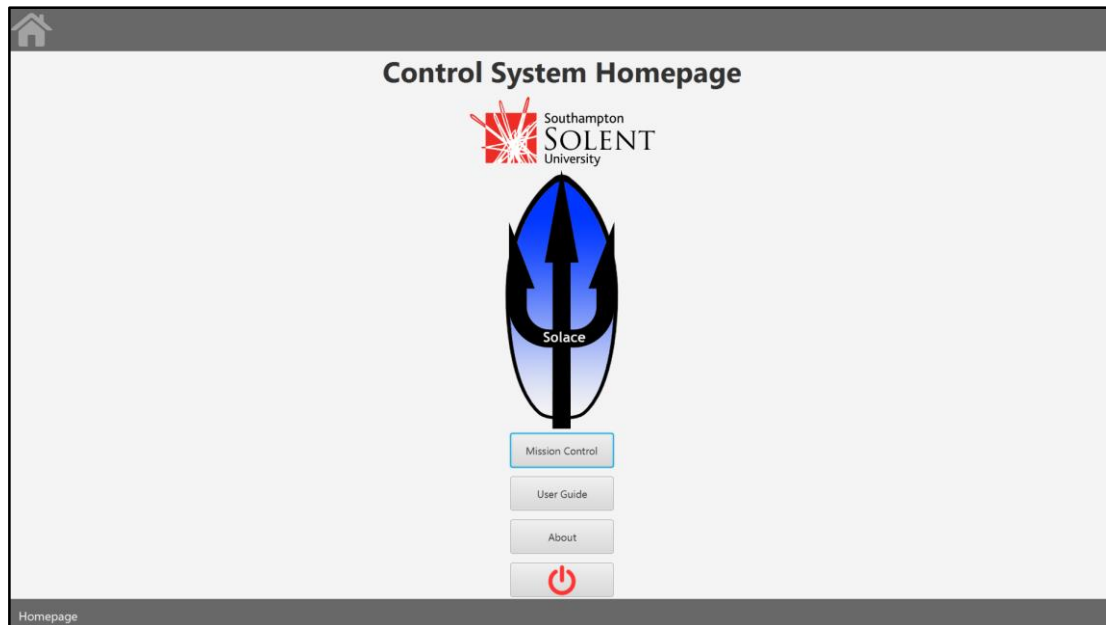 Control System Homepage
Southampton
SOLENT
University
Solace
Mission Control
User Guide
About
Homepage